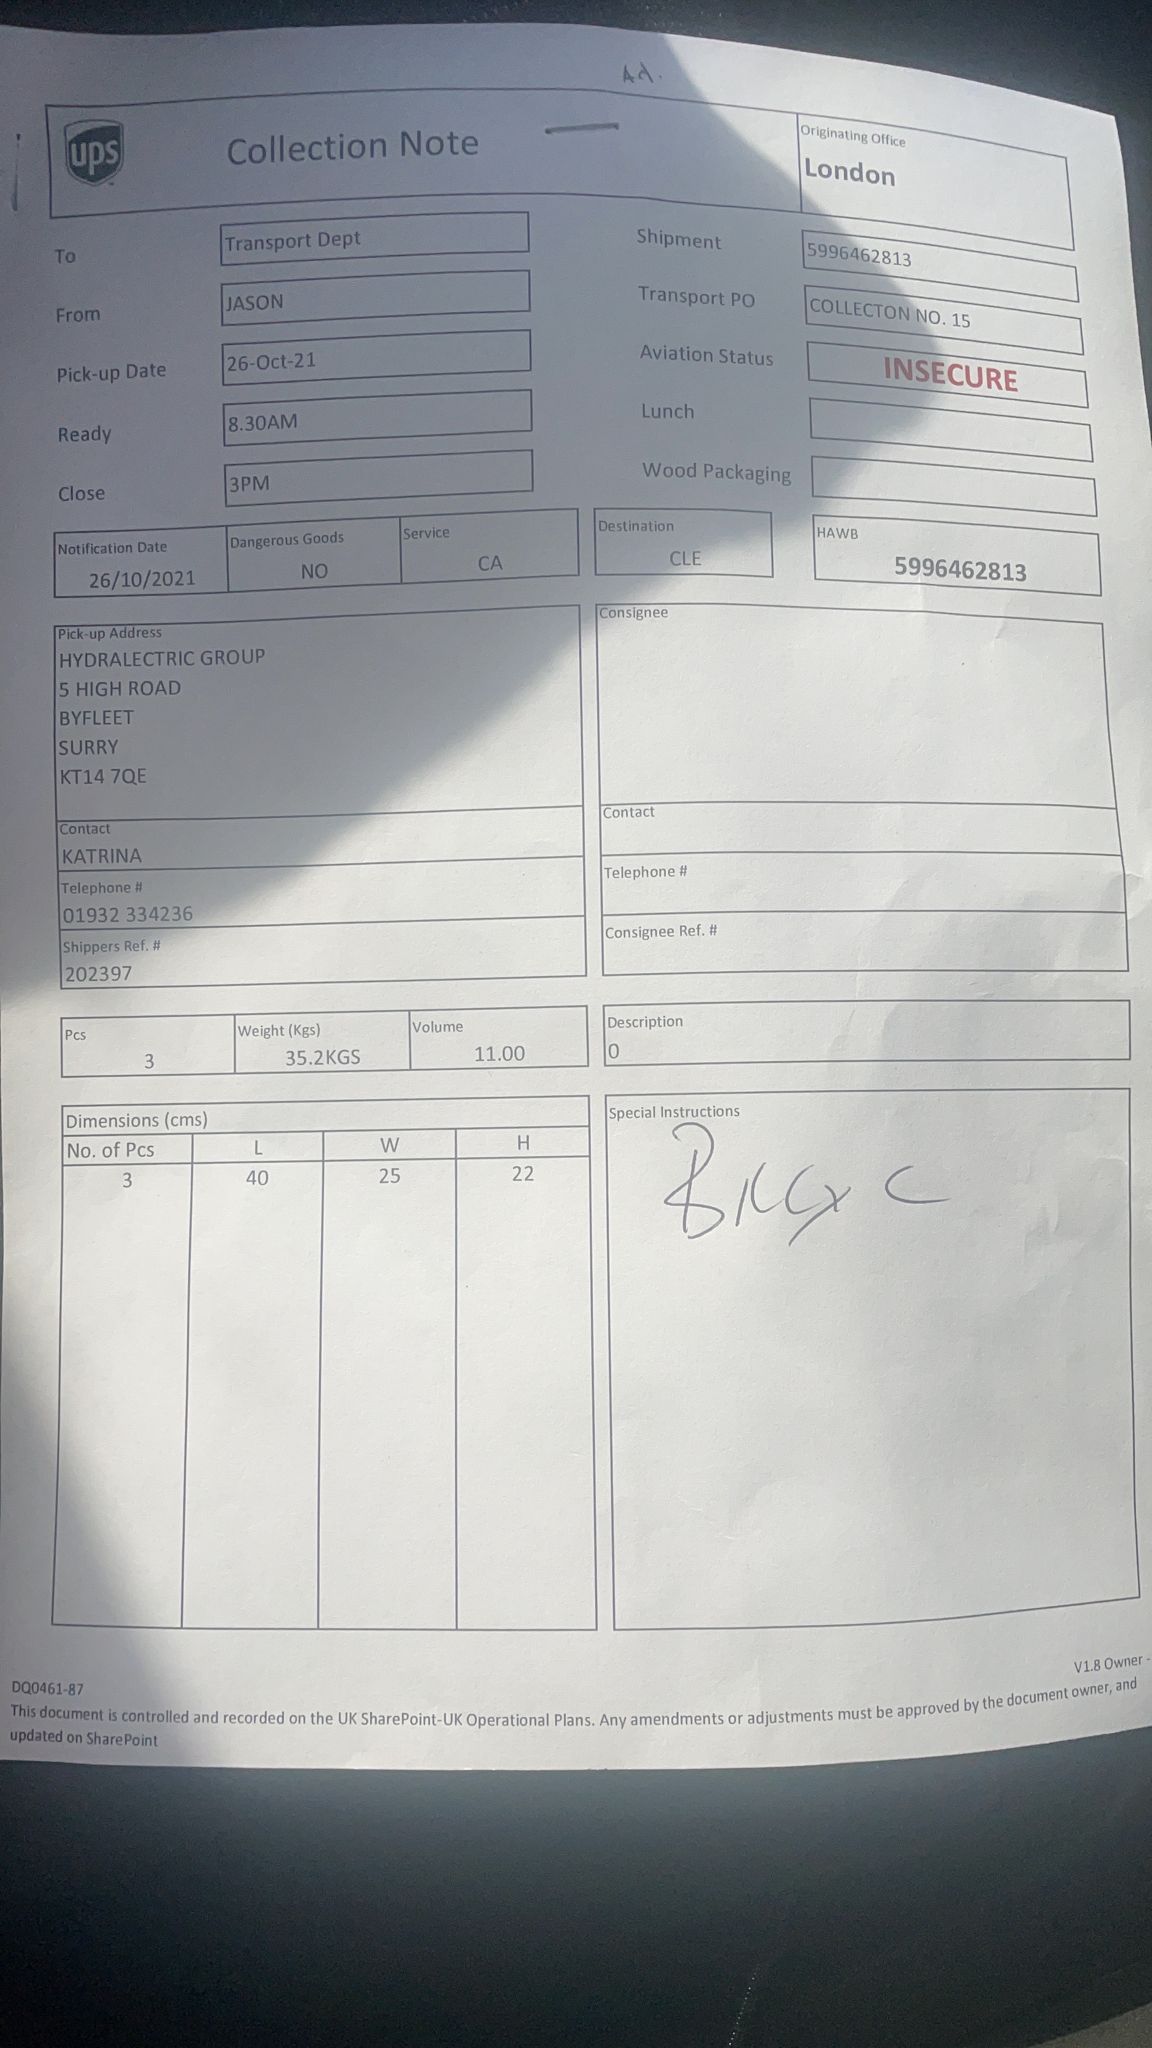 Ad.
ups
Collection Note
Originating Office
London
To
Transport Dept
Shipment
5996462813
From
JASON
Transport PO
COLLECTON NO. 15
Pick-up Date
26-Oct-21
Aviation Status
INSECURE
Ready
8.30AM
Lunch
Close
3PM
Wood Packaging
Notification Date
26/10/2021
Dangerous Goods
NO
Service
CA
Destination
CLE
HAWB
5996462813
Pick-up Address
HYDRALECTRIC GROUP
5 HIGH ROAD
BYFLEET
SURRY
KT14 7QE
Contact
KATRINA
Telephone #
01932 334236
Shippers Ref. #
202397
Consignee
Contact
Telephone #
Consignee Ref. #
Pcs
3
Weight (Kgs)
35.2KGS
Volume
11.00
Description
0
Dimensions (cms)
No. of Pcs L W H
3 40 25 22
Special Instructions
V1.8 Owner -
DQ0461-87
This document is controlled and recorded on the UK SharePoint-UK Operational Plans. Any amendments or adjustments must be approved by the document owner, and
updated on SharePoint